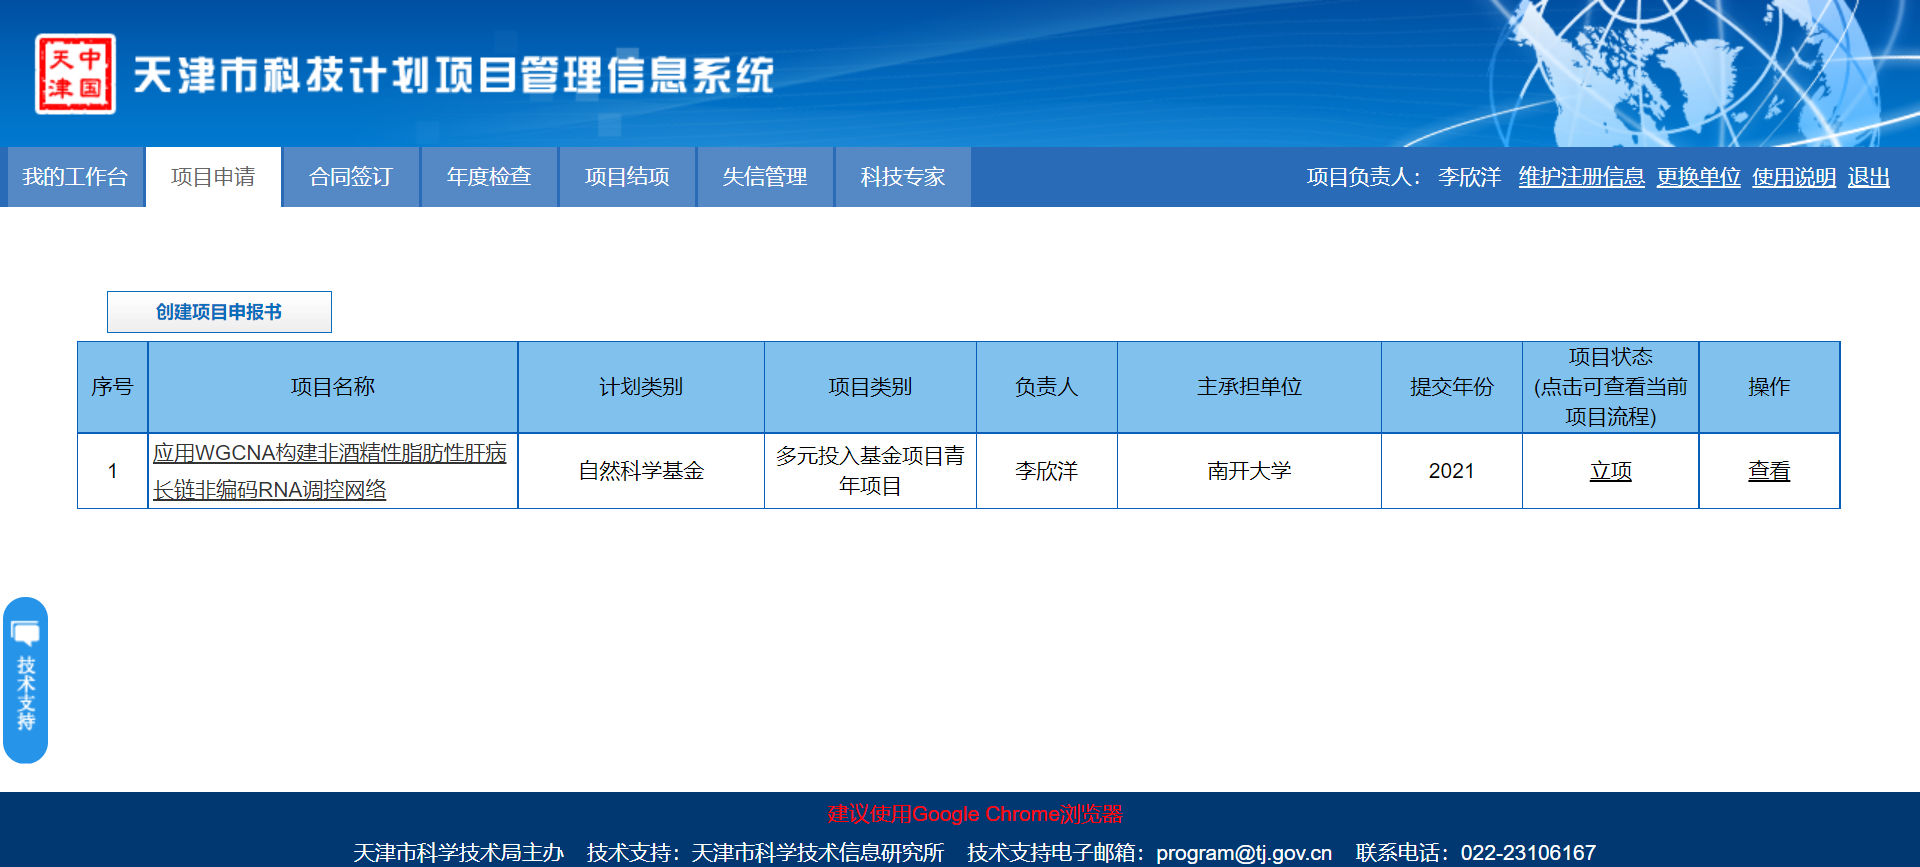 中国天津
天津市科技计划项目管理信息系统
我的工作台 项目申请 合同签订 年度检查 项目结项 失信管理 科技专家 项目负责人： 李欣洋 维护注册信息 更换单位 使用说明 退出
创建项目申报书
序号 项目名称 计划类别 项目类别 负责人 主承担单位 提交年份 项目状态
(点击可查看当前
项目流程)
操作
1 应用WGCNA构建非酒精性脂肪性肝病
长链非编码RNA调控网络
自然科学基金
多元投入基金项目青
年项目
李欣洋 南开大学 2021 立项 查看
技术支持
建议使用Google Chrome浏览器
天津市科学技术局主办 技术支持：天津市科学技术信息研究所 技术支持电子邮箱：program@tj.gov.cn 联系电话：022-23106167